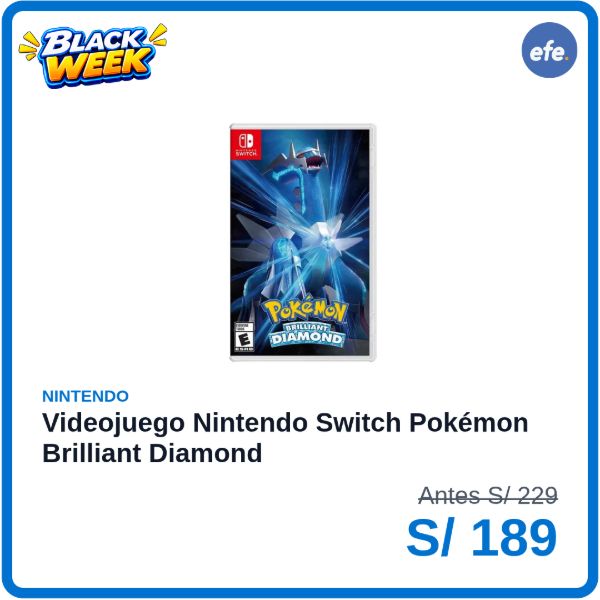 BLACK
WEEK
efe.
NINTENDO
SWITCH
POKéMON
BRILLIANT
DIAMOND
E
NINTENDO
Videojuego Nintendo Switch Pokémon
Brilliant Diamond
Antes S/ 229
S/ 189